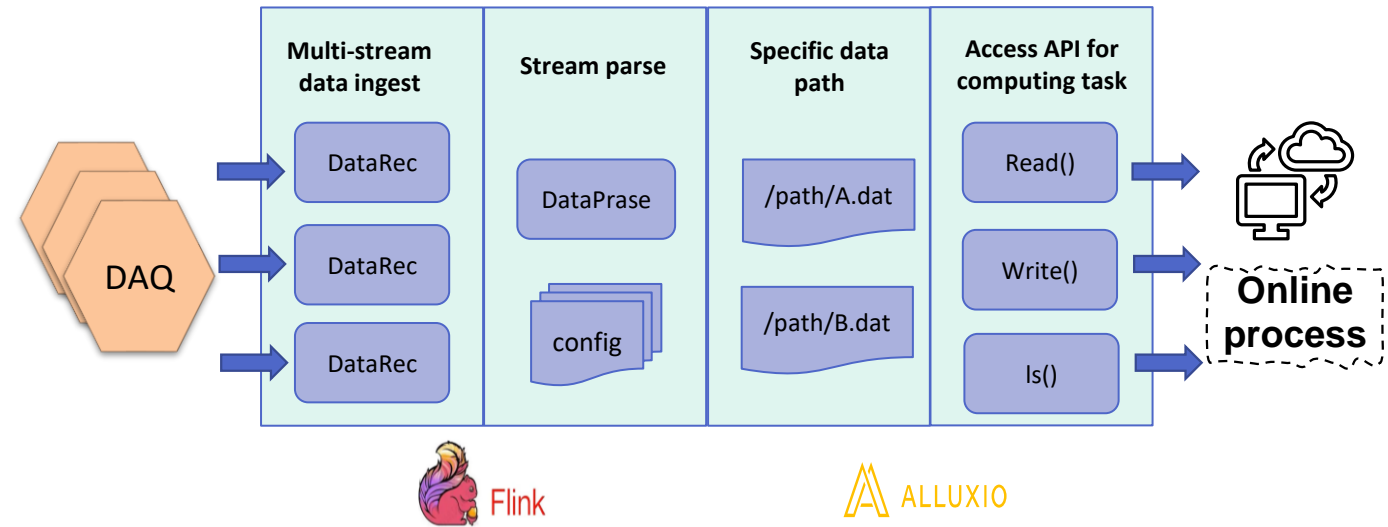 Multi-stream
data ingest
Stream parse
Specific data
path
Access API for
computing task
DAQ
DataRec
DataRec
DataRec
DataPrase
config
/path/A.dat
/path/B.dat
Read()
Write()
ls()
Online
process
Flink
ALLUXIO